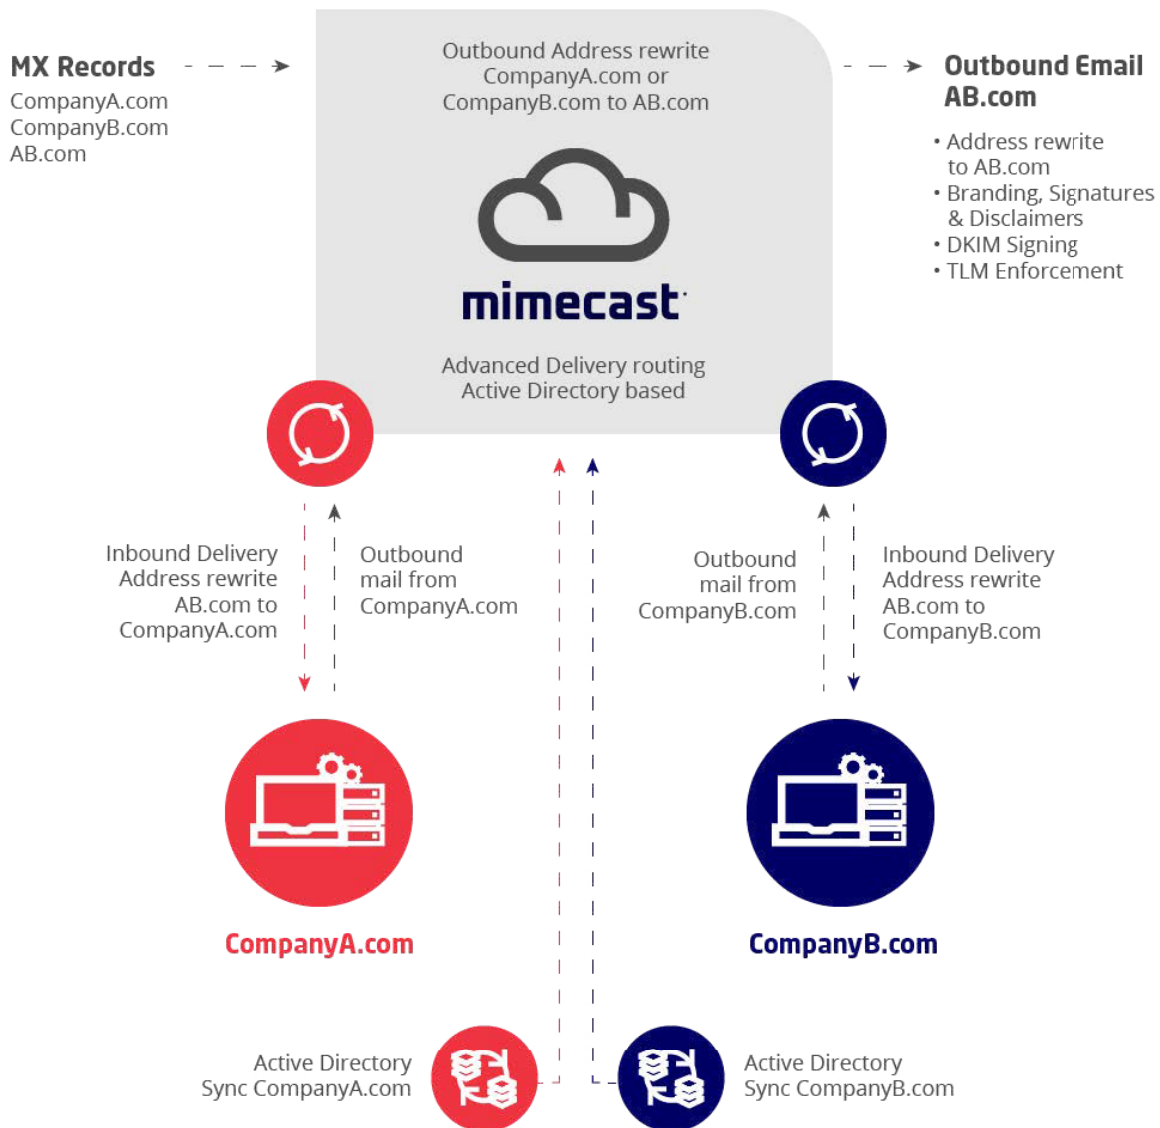 MX Records
CompanyA.com
CompanyB.com
AB.com
Outbound Address rewrite
CompanyA.com or
CompanyB.com to AB.com
mimecast
Advanced Delivery routing
Active Directory based
Outbound Email
AB.com
• Address rewrite
to AB.com
• Branding, Signatures
& Disclaimers
• DKIM Signing
• TLM Enforcement
Inbound Delivery
Address rewrite
AB.com to
CompanyA.com
Outbound
mail from
CompanyA.com
Outbound
mail from
CompanyB.com
Inbound Delivery
Address rewrite
AB.com to
CompanyB.com
CompanyA.com
CompanyB.com
Active Directory
Sync CompanyA.com
Active Directory
Sync CompanyB.com